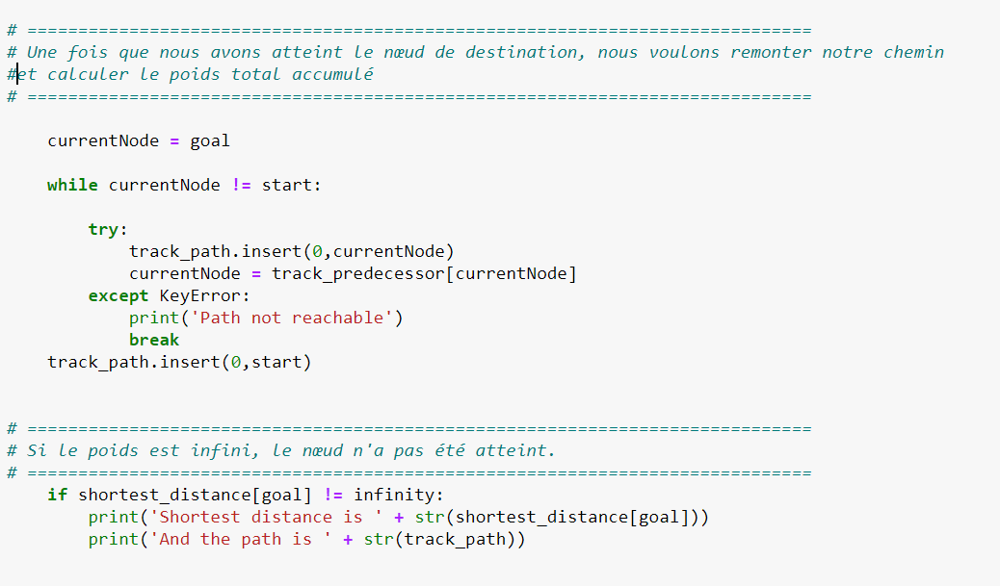 # =============================================================================
# Une fois que nous avons atteint le nœud de destination, nous voulons remonter notre chemin
#et calculer le poids total accumulé
# =============================================================================
    currentNode = goal
    while currentNode != start:
        try:
            track_path.insert(0,currentNode)
            currentNode = track_predecessor[currentNode]
        except KeyError:
            print('Path not reachable')
            break
    track_path.insert(0,start)
# =============================================================================
# Si le poids est infini, le nœud n'a pas été atteint.
# =============================================================================
    if shortest_distance[goal] != infinity:
        print('Shortest distance is ' + str(shortest_distance[goal]))
        print('And the path is ' + str(track_path))